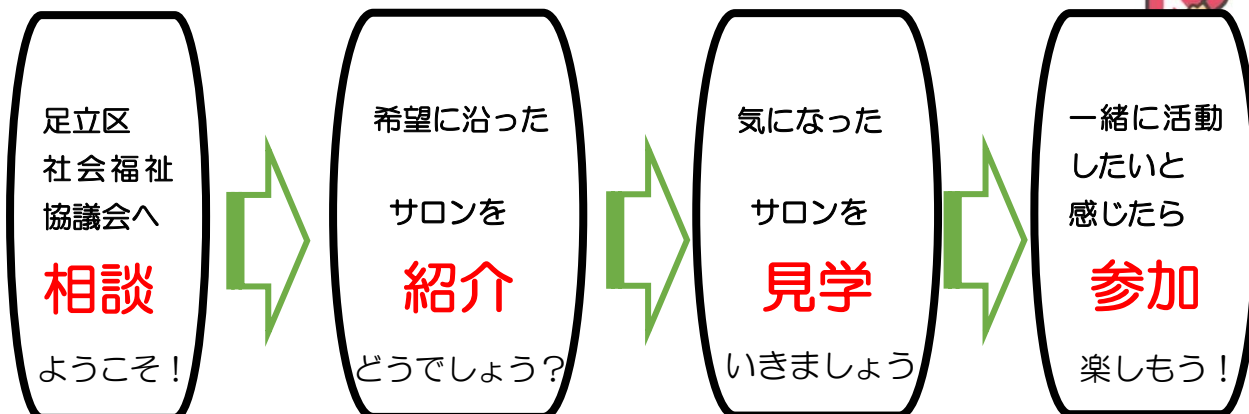 足立区
社会福祉
協議会へ
相談
ようこそ！
希望に沿った
サロンを
紹介
どうでしょう？
気になった
サロンを
見学
いきましょう
一緒に活動
したいと
感じたら
参加
楽しもう！